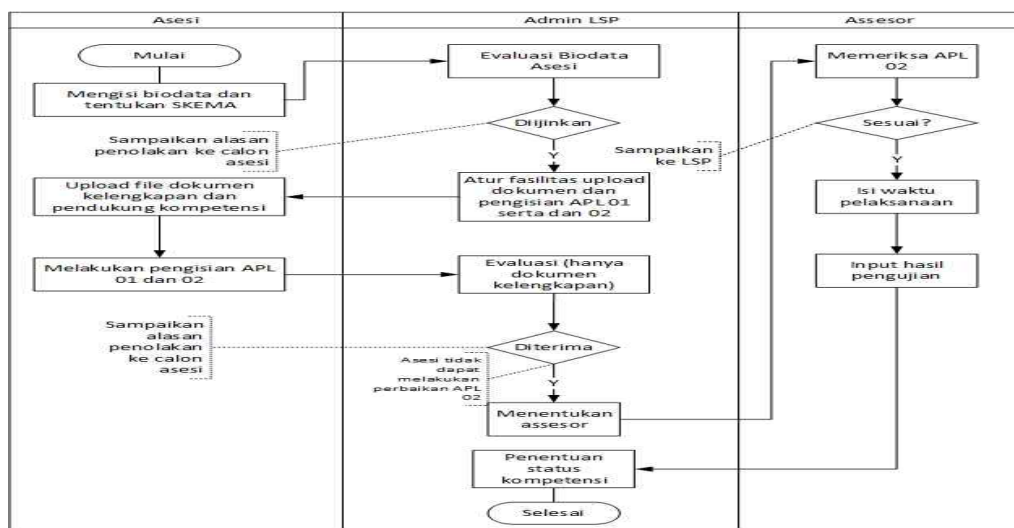 Asesi
Admin LSP
Assesor
Mulai
Mengisi biodata dan
tentukan SKEMA
Evaluasi Biodata
Asesi
Diijinkan
Sampaikan alasan
penolakan ke calon
asesi
Y
Atur fasilitas upload
dokumen dan
pengisian APL 01
serta dan 02
Upload file dokumen
kelengkapan dan
pendukung kompetensi
Melakukan pengisian APL
01 dan 02
Evaluasi (hanya
dokumen
kelengkapan)
Diterima
Sampaikan
alasan
penolakan
ke calon
asesi
Asesi tidak
dapat
melakukan
perbaikan APL
02
Y
Menentukan
assesor
Memeriksa APL
02
Sesuai?
Sampaikan
ke LSP
Y
Isi waktu
pelaksanaan
Input hasil
pengujian
Penentuan
status
kompetensi
Selesai